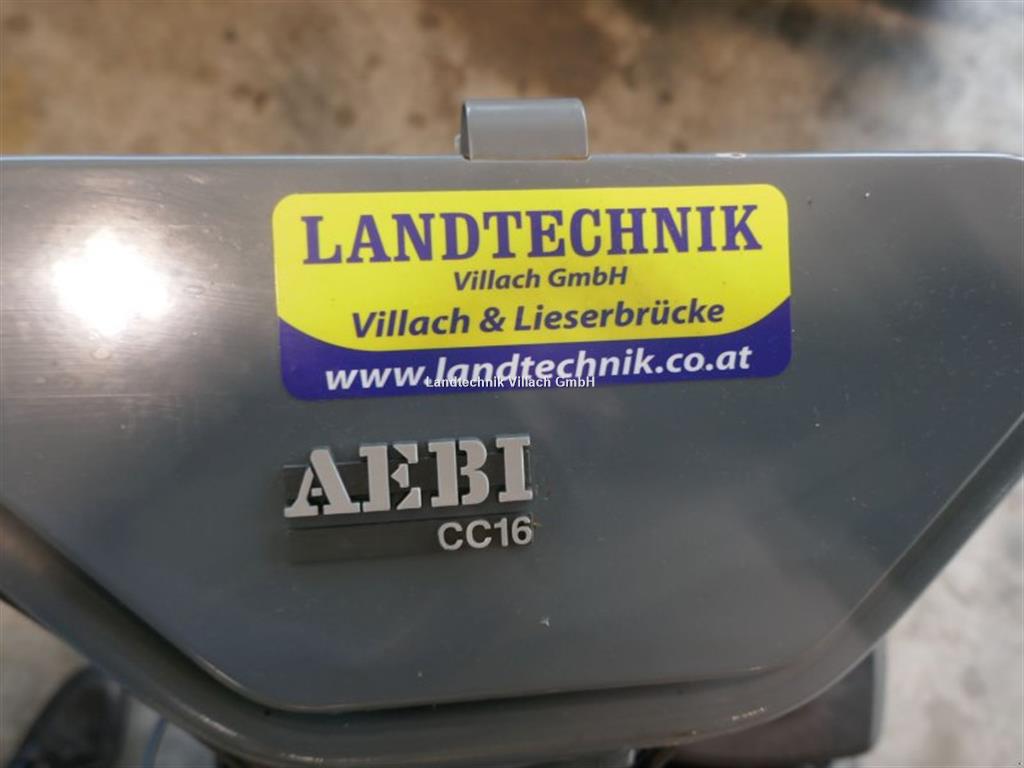 LANDTECHNIK
Villach GmbH
Villach & Lieserbrücke
www.landtechnik.co.at
Landtechnik Villach GmbH
AEBI
CC16